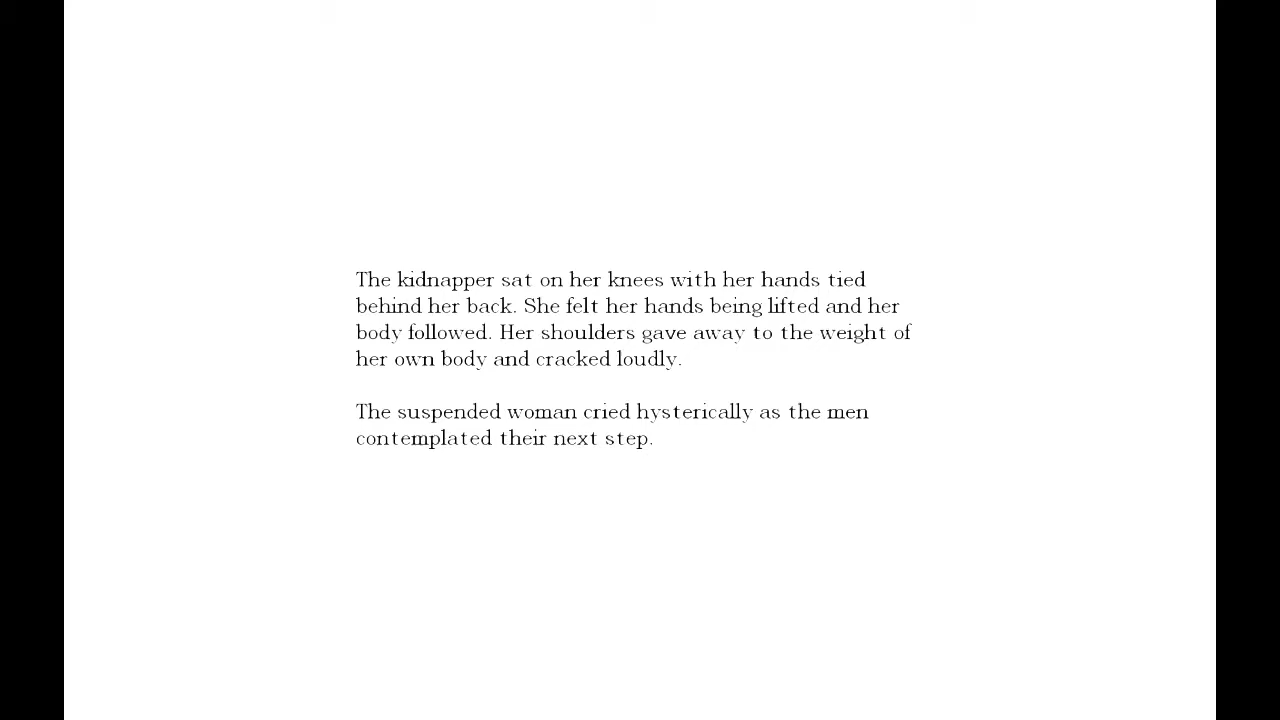 The kidnapper sat on her knees with her hands tied
behind her back. She felt her hands being lifted and her
body followed. Her shoulders gave away to the weight of
her own body and cracked loudly.
The suspended woman cried hysterically as the men
contemplated their next step.